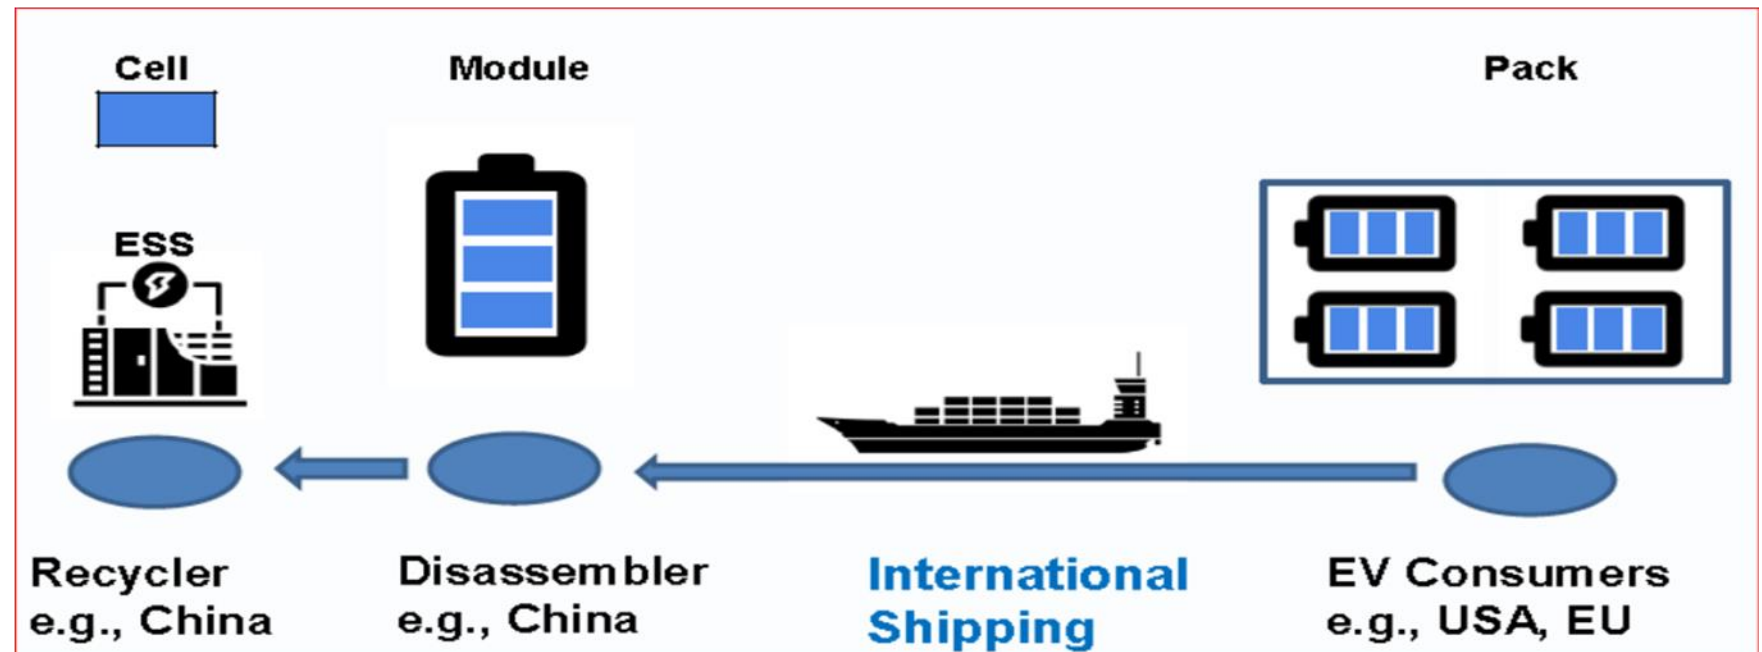 Cell
Module
Pack
ESS
Recycler
e.g., China
Disassembler
e.g., China
International
Shipping
EV Consumers
e.g., USA, EU